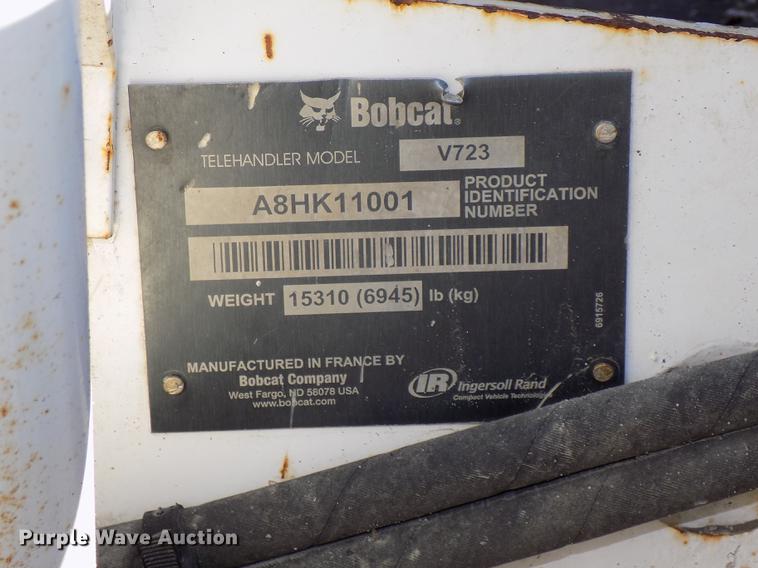 Bobcat®
TELEHANDLER MODEL V723
A8HK11001 PRODUCT IDENTIFICATION NUMBER
WEIGHT 15310 (6945) lb (kg)
6915726
MANUFACTURED IN FRANCE BY
Bobcat Company
West Fargo, ND 58078 USA
www.bobcat.com
IR Ingersoll Rand
Compact Vehicle Technologies
Purple Wave Auction